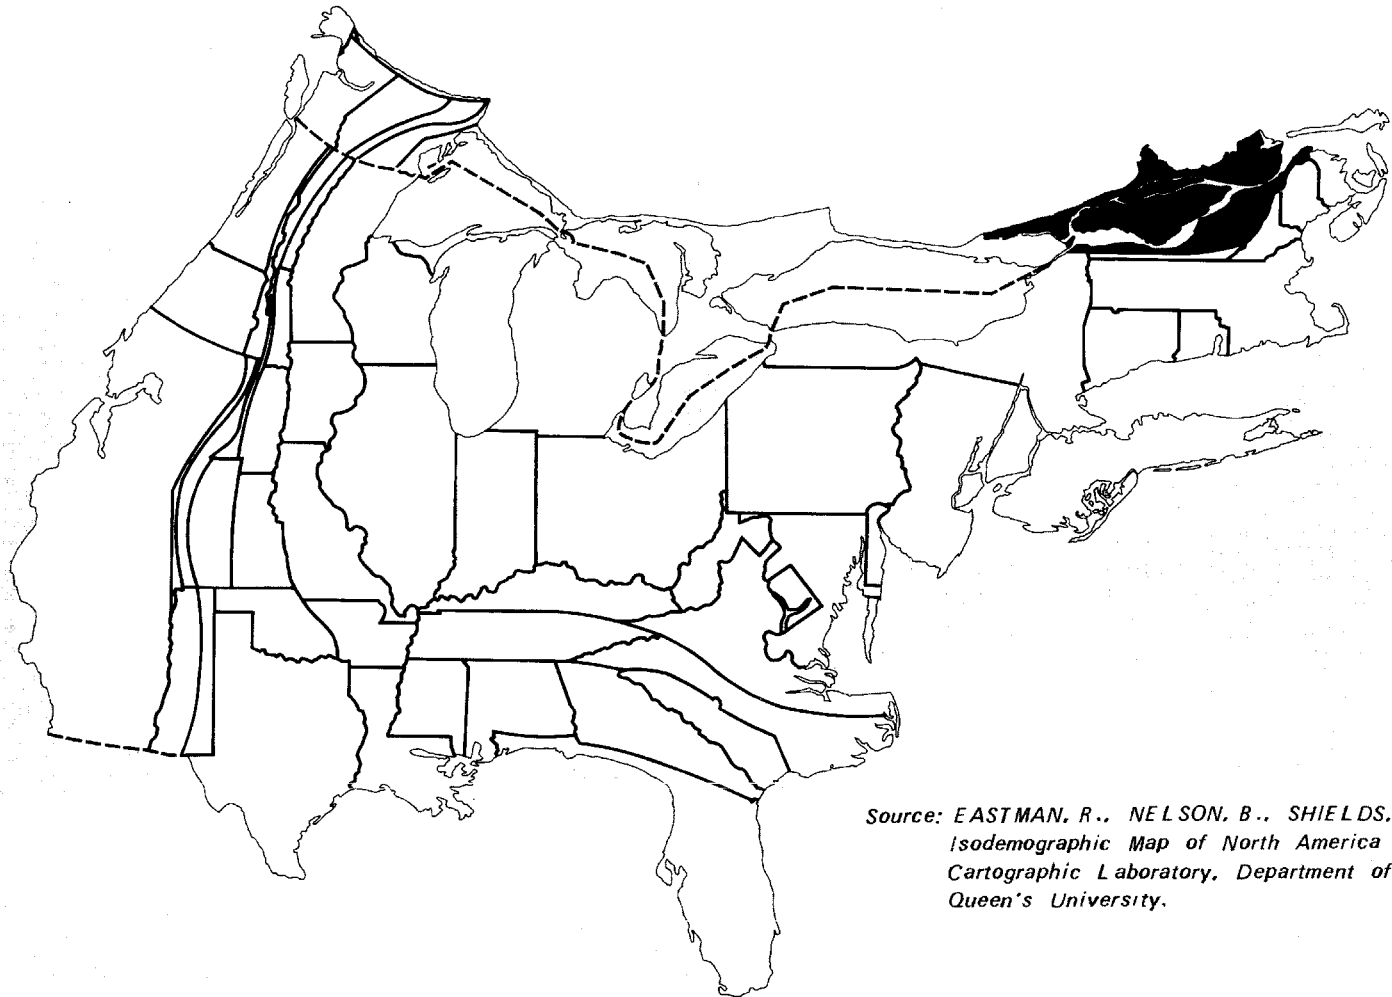 Source: EASTMAN, R., NELSON, B., SHIELDS,
Isodemographic Map of North America
Cartographic Laboratory, Department of
Queen's University.